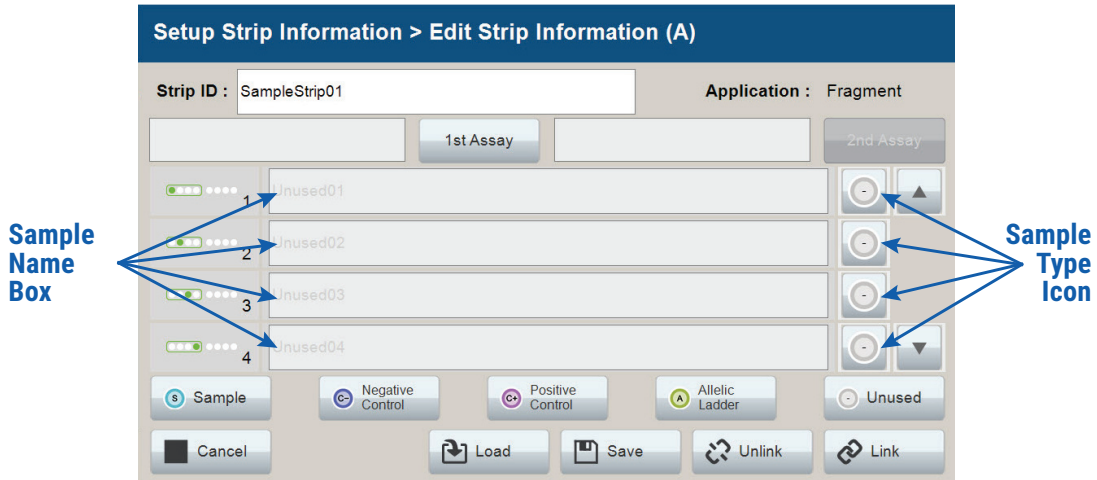 Setup Strip Information > Edit Strip Information (A)
Strip ID : SampleStrip01 Application : Fragment
1st Assay 2nd Assay
1 Unused01
2 Unused02
3 Unused03
4 Unused04
Sample
Name
Box
Sample
Type
Icon
S Sample C- Negative
Control C+ Positive
Control A Allelic
Ladder - Unused
Cancel Load Save Unlink Link